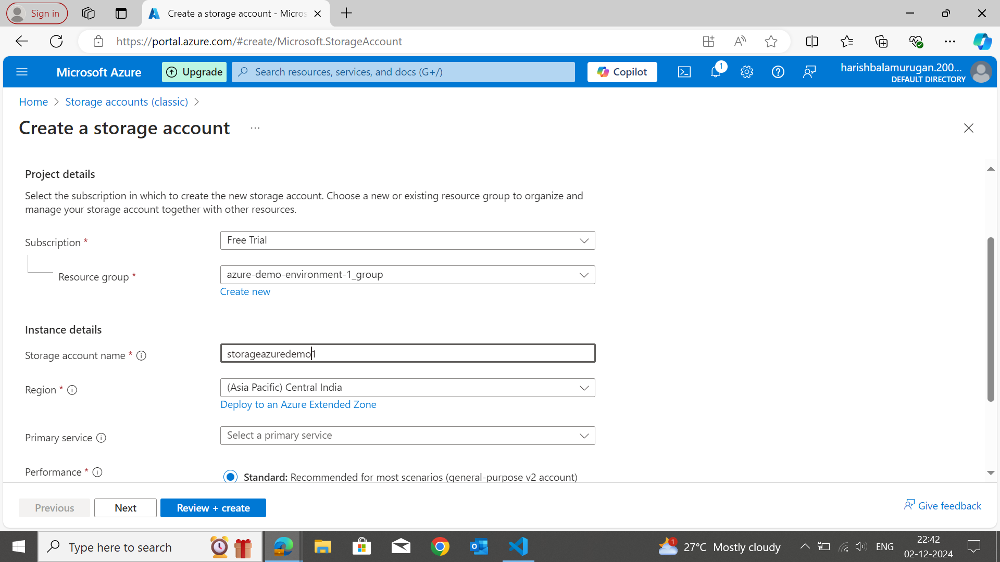 Sign in
Create a storage account - Micros
https://portal.azure.com/#create/Microsoft.StorageAccount
Microsoft Azure
Upgrade
Search resources, services, and docs (G+/)
Copilot
1
harishbalamurugan.200...
DEFAULT DIRECTORY
Home > Storage accounts (classic) >
Create a storage account ...
Project details
Select the subscription in which to create the new storage account. Choose a new or existing resource group to organize and
manage your storage account together with other resources.
Subscription *
Free Trial
Resource group *
azure-demo-environment-1_group
Create new
Instance details
Storage account name *
storageazuredemo1
Region *
(Asia Pacific) Central India
Deploy to an Azure Extended Zone
Primary service
Select a primary service
Performance *
Standard: Recommended for most scenarios (general-purpose v2 account)
Previous
Next
Review + create
Give feedback
Type here to search
1
27°C Mostly cloudy
ENG
22:42
02-12-2024